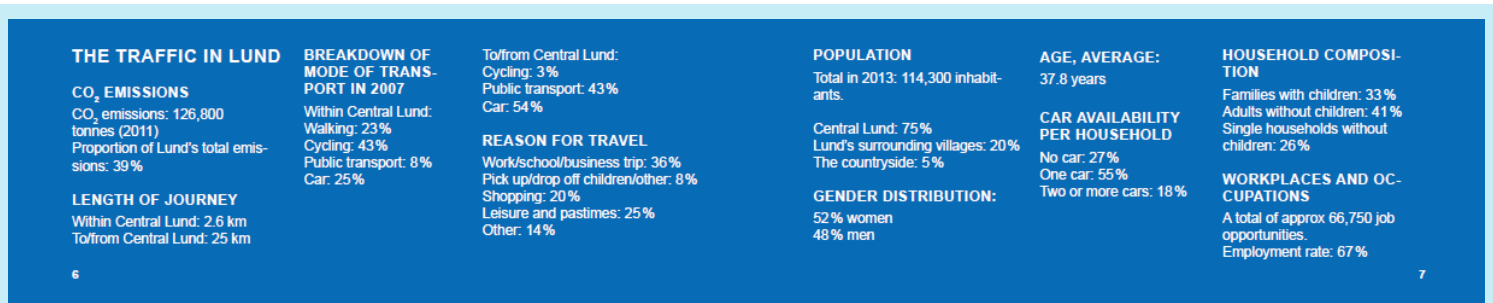 THE TRAFFIC IN LUND
CO₂ EMISSIONS
CO₂ emissions: 126,800
tonnes (2011)
Proportion of Lund's total emis-
sions: 39%
LENGTH OF JOURNEY
Within Central Lund: 2.6 km
To/from Central Lund: 25 km
6
BREAKDOWN OF
MODE OF TRANS-
PORT IN 2007
Within Central Lund:
Walking: 23%
Cycling: 43%
Public transport: 8%
Car: 25%
To/from Central Lund:
Cycling: 3%
Public transport: 43%
Car: 54%
REASON FOR TRAVEL
Work/school/business trip: 36%
Pick up/drop off children/other: 8%
Shopping: 20%
Leisure and pastimes: 25%
Other: 14%
POPULATION
Total in 2013: 114,300 inhabit-
ants.
Central Lund: 75%
Lund's surrounding villages: 20%
The countryside: 5%
GENDER DISTRIBUTION:
52% women
48% men
AGE, AVERAGE:
37.8 years
CAR AVAILABILITY
PER HOUSEHOLD
No car: 27%
One car: 55%
Two or more cars: 18%
HOUSEHOLD COMPOSI-
TION
Families with children: 33%
Adults without children: 41%
Single households without
children: 26%
WORKPLACES AND OC-
CUPATIONS
A total of approx 66,750 job
opportunities.
Employment rate: 67%
7